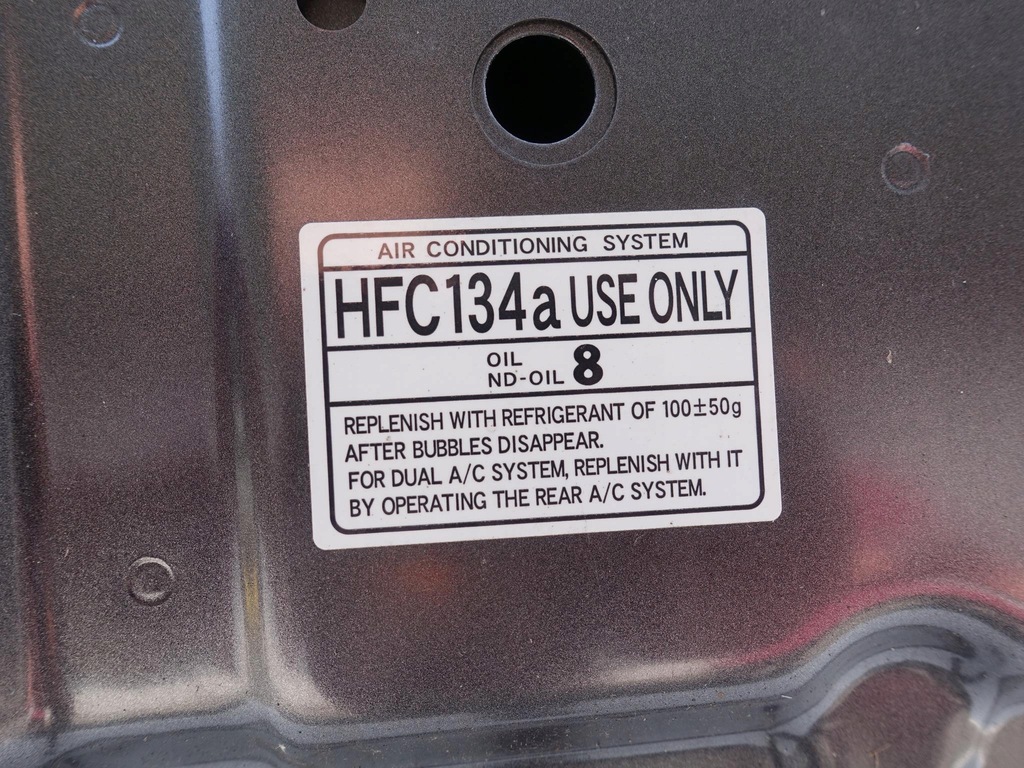 AIR CONDITIONING SYSTEM
HFC134a USE ONLY
OIL
ND-OIL 8
REPLENISH WITH REFRIGERANT OF 100±50g
AFTER BUBBLES DISAPPEAR.
FOR DUAL A/C SYSTEM, REPLENISH WITH IT
BY OPERATING THE REAR A/C SYSTEM.